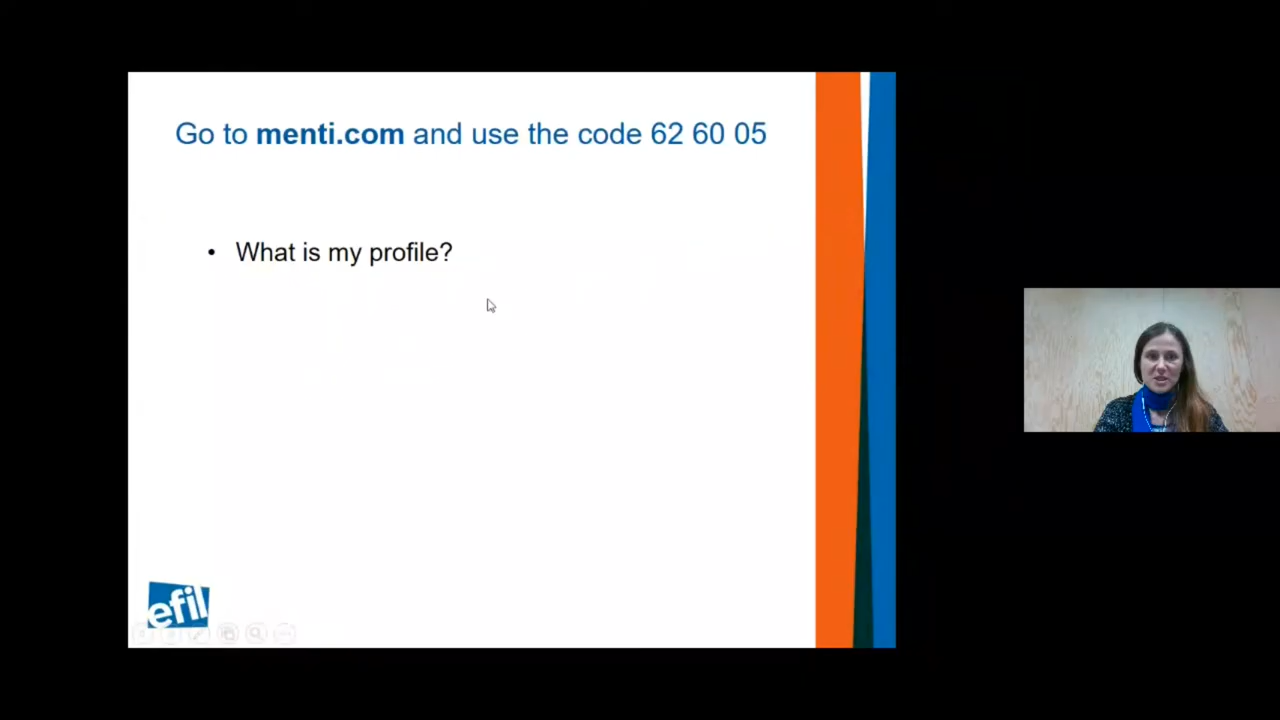 Go to menti.com and use the code 62 60 05
• What is my profile?
efil